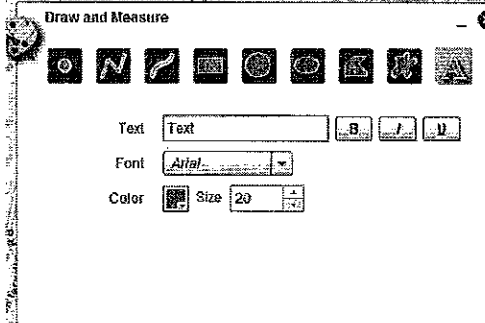 Draw and Measure
A
Text Text B I U
Font Arial
Color Size 20